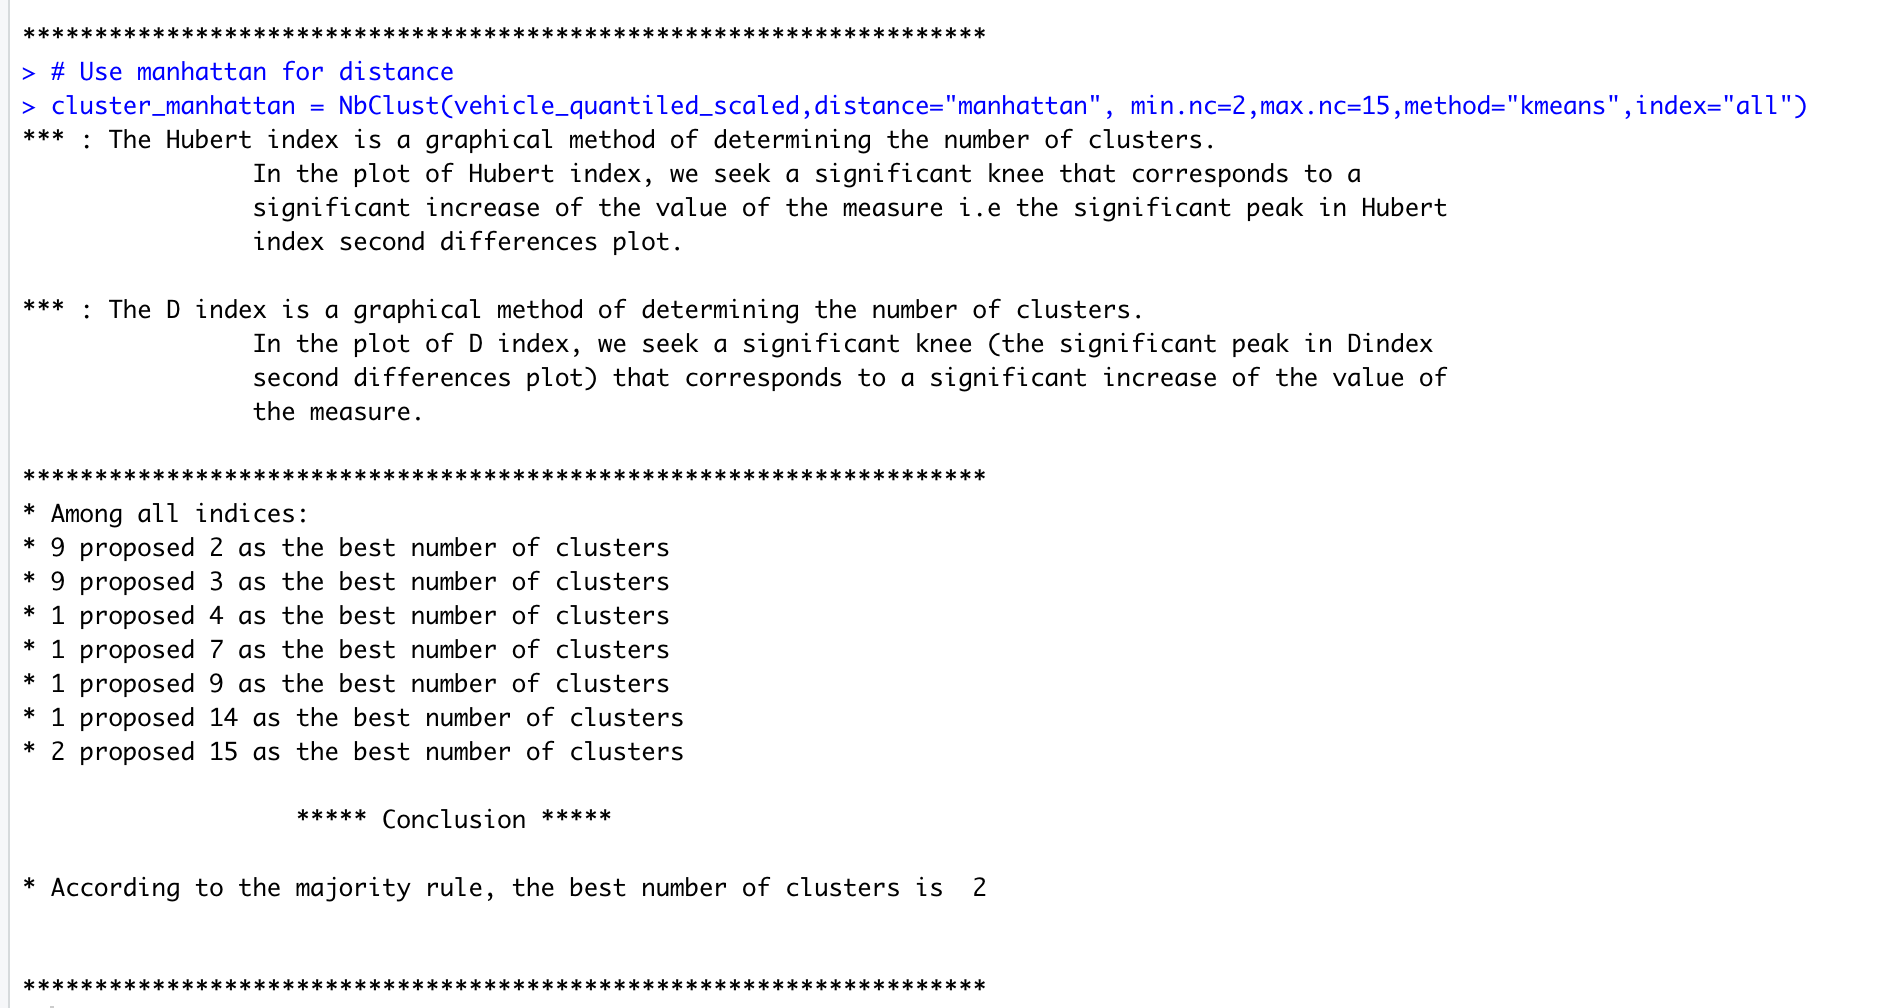 *******************************************************************
> # Use manhattan for distance
> cluster_manhattan = NbClust(vehicle_quantiled_scaled,distance="manhattan", min.nc=2,max.nc=15,method="kmeans",index="all")
*** : The Hubert index is a graphical method of determining the number of clusters.
                In the plot of Hubert index, we seek a significant knee that corresponds to a
                significant increase of the value of the measure i.e the significant peak in Hubert
                index second differences plot.

*** : The D index is a graphical method of determining the number of clusters.
                In the plot of D index, we seek a significant knee (the significant peak in Dindex
                second differences plot) that corresponds to a significant increase of the value of
                the measure.

*******************************************************************
* Among all indices:
* 9 proposed 2 as the best number of clusters
* 9 proposed 3 as the best number of clusters
* 1 proposed 4 as the best number of clusters
* 1 proposed 7 as the best number of clusters
* 1 proposed 9 as the best number of clusters
* 1 proposed 14 as the best number of clusters
* 2 proposed 15 as the best number of clusters

                   ***** Conclusion *****

* According to the majority rule, the best number of clusters is  2


*******************************************************************